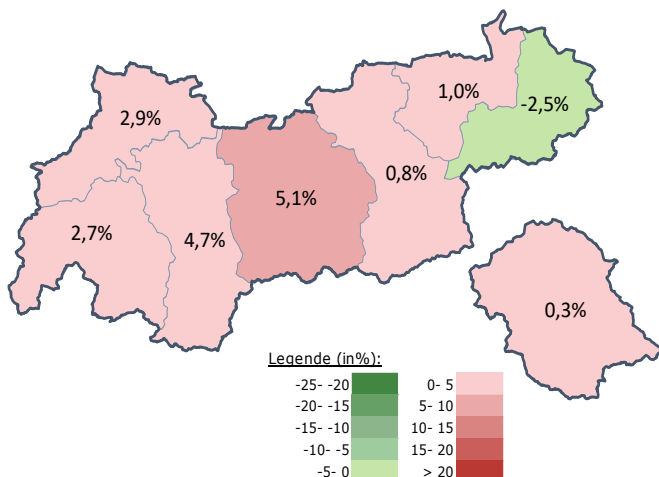 1,0%
-2,5%
2,9%
0,8%
5,1%
2,7%
4,7%
0,3%
Legende (in%):
-25- -20 0- 5
-20- -15 5- 10
-15- -10 10- 15
-10- -5 15- 20
-5- 0 > 20